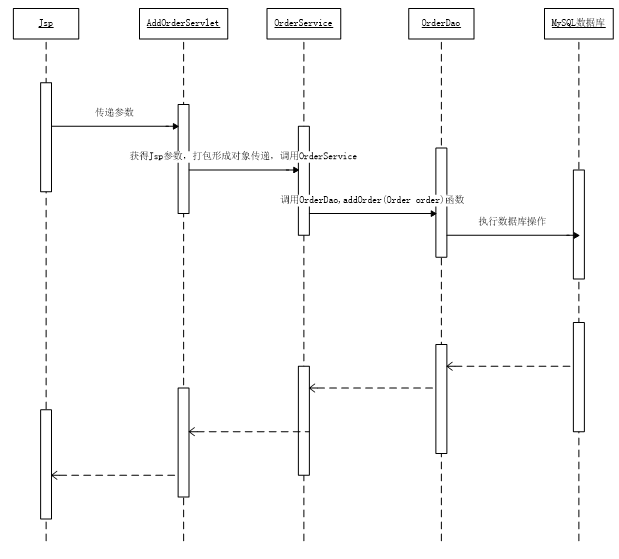 Jsp
AddOrderServlet
OrderService
OrderDao
MySQL数据库
传递参数
获得Jsp参数，打包形成对象传递，调用OrderService
调用OrderDao,addOrder(Order order)函数
执行数据库操作